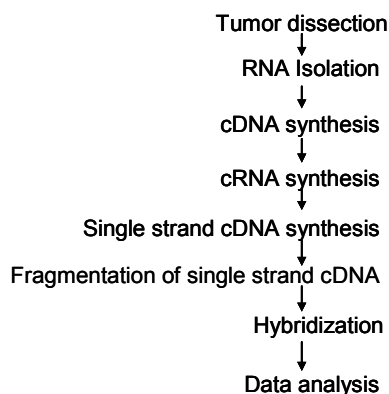 Tumor dissection
RNA Isolation
cDNA synthesis
cRNA synthesis
Single strand cDNA synthesis
Fragmentation of single strand cDNA
Hybridization
Data analysis